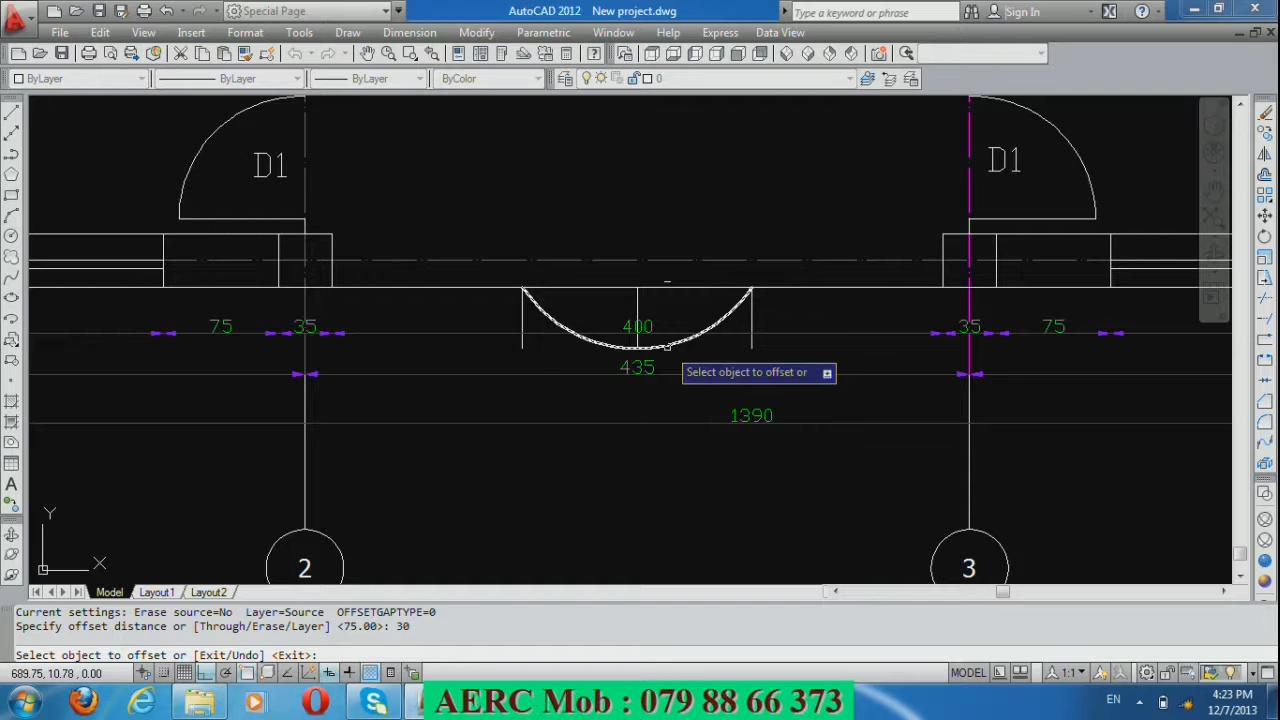 Special Page
AutoCAD 2012 New project.dwg
Type a keyword or phrase
Sign In
File Edit View Insert Format Tools Draw Dimension Modify Parametric Window Help Express Data View
ByLayer
ByLayer
ByLayer
ByColor
0
D1
D1
75
35
400
35
75
435
Select object to offset or
1390
Y
X
2
3
Model Layout1 Layout2
Current settings: Erase source=No Layer=Source OFFSETGAPTYPE=0
Specify offset distance or [Through/Erase/Layer] <75.00>: 30
Select object to offset or [Exit/Undo] <Exit>:
689.75, 10.78 , 0.00
MODEL
1:1
AERC Mob : 079 88 66 373
EN
4:23 PM
12/7/2013